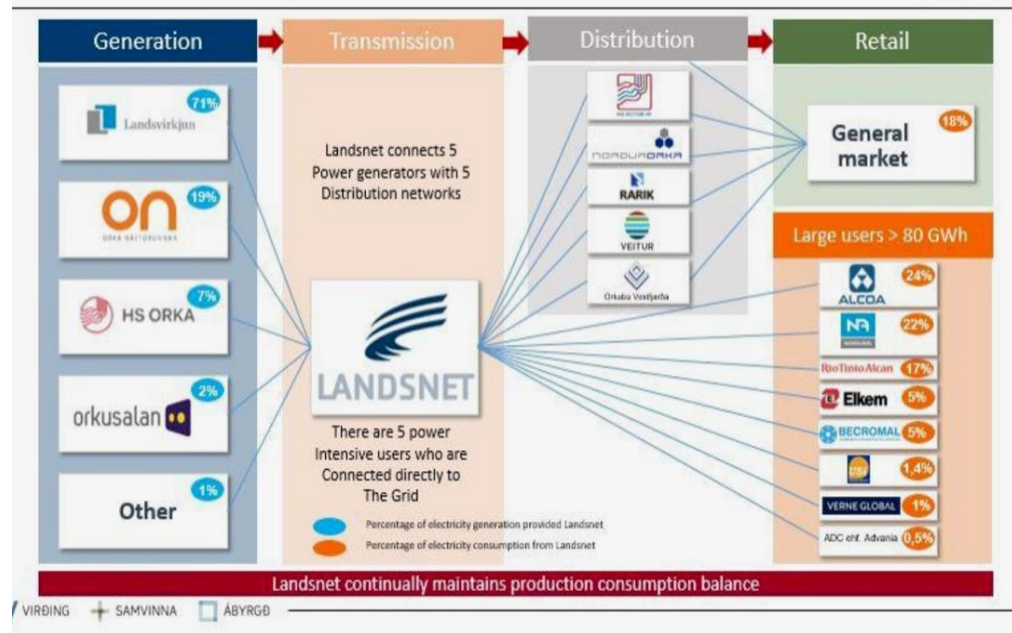 Generation
Transmission
Distribution
Retail
Landsvirkjun
71%
on
19%
HS ORKA
7%
orkusalan
2%
Other
1%
Landsnet connects 5
Power generators with 5
Distribution networks
LANDSNET
There are 5 power
Intensive users who are
Connected directly to
The Grid
Percentage of electricity generation provided Landsnet
Percentage of electricity consumption from Landsnet
NORÐURORKA
RARIK
VEITUR
Orkubú Vestfjarða
General
market
18%
Large users > 80 GWh
ALCOA
24%
NA
22%
RioTintoAlcan
17%
Elkem
5%
BECROMAL
5%
USi
1,4%
VERNE GLOBAL
1%
ADC ehf. Advania
0,5%
Landsnet continually maintains production consumption balance
VIRÐING
SAMVINNA
ÁBYRGÐ